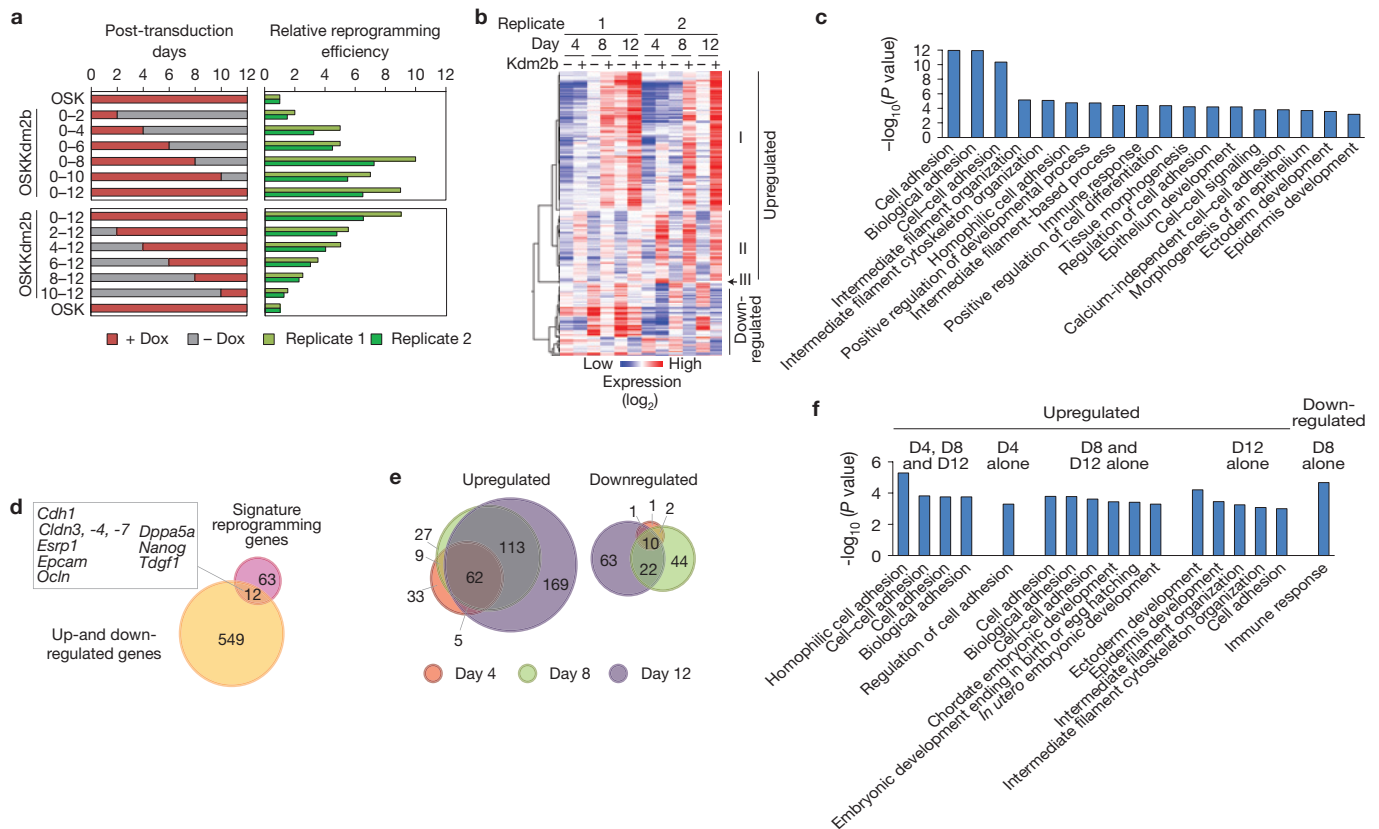 a
Post-transduction
days
Relative reprogramming
efficiency
0 2 4 6 8 10 12
0 2 4 6 8 10 12
OSK
OSKKdm2b
0–2
0–4
0–6
0–8
0–10
0–12
OSKKdm2b
0–12
2–12
4–12
6–12
8–12
10–12
OSK
+ Dox
– Dox
Replicate 1
Replicate 2
b
Replicate 1 2
Day 4 8 12 4 8 12
Kdm2b – + – + – + – + – + – +
I
II
III
Upregulated
Down-
regulated
Low High
Expression
(log2)
c
–log10(P value)
12
10
8
6
4
2
0
Cell adhesion
Biological adhesion
Cell–cell adhesion
Intermediate filament organization
Intermediate filament cytoskeleton organization
Homophilic cell adhesion
Positive regulation of developmental process
Intermediate filament-based process
Immune response
Positive regulation of cell differentiation
Tissue morphogenesis
Regulation of cell adhesion
Epithelium development
Cell–cell signalling
Calcium-independent cell–cell adhesion
Morphogenesis of an epithelium
Ectoderm development
Epidermis development
d
Cdh1
Cldn3, -4, -7
Esrp1
Epcam
Ocln
Dppa5a
Nanog
Tdgf1
Signature
reprogramming
genes
63
12
549
Up-and down-
regulated genes
e
Upregulated
27
9
33
5
62
113
169
Downregulated
1
1
2
63
10
22
44
Day 4
Day 8
Day 12
f
Upregulated
Down-
regulated
D4, D8
and D12
D4
alone
D8 and
D12 alone
D12
alone
D8
alone
-log10 (P value)
6
4
2
0
Homophilic cell adhesion
Cell–cell adhesion
Cell adhesion
Biological adhesion
Regulation of cell adhesion
Cell adhesion
Biological adhesion
Cell–cell adhesion
Chordate embryonic development
Embryonic development ending in birth or egg hatching
In utero embryonic development
Ectoderm development
Epidermis development
Intermediate filament organization
Intermediate filament cytoskeleton organization
Cell adhesion
Immune response